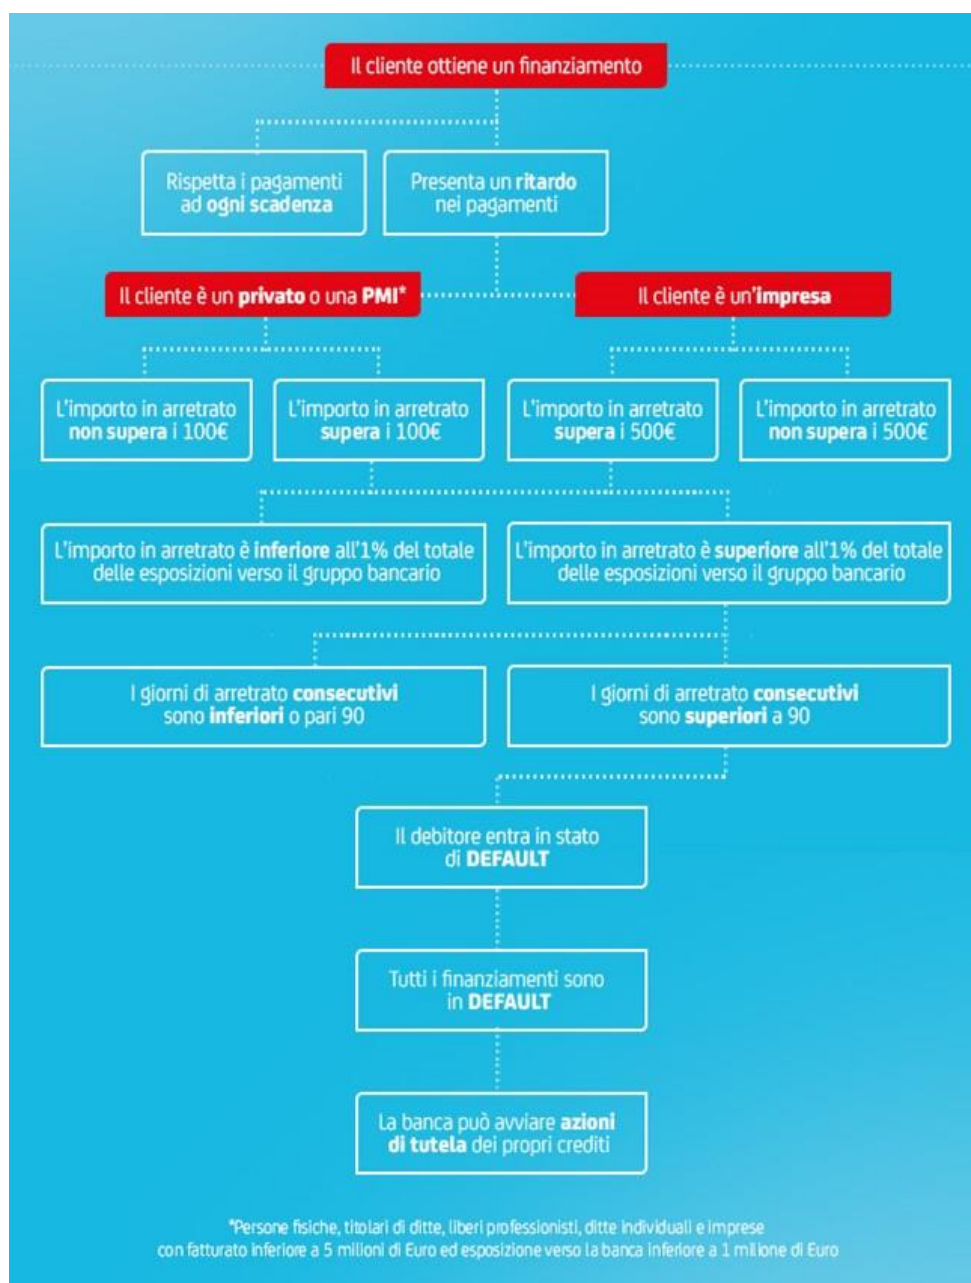 Il cliente ottiene un finanziamento
Rispetta i pagamenti
ad ogni scadenza
Presenta un ritardo
nei pagamenti
Il cliente è un privato o una PMI*
Il cliente è un'impresa
L'importo in arretrato
non supera i 100€
L'importo in arretrato
supera i 100€
L'importo in arretrato
supera i 500€
L'importo in arretrato
non supera i 500€
L'importo in arretrato è inferiore all'1% del totale
delle esposizioni verso il gruppo bancario
L'importo in arretrato è superiore all'1% del totale
delle esposizioni verso il gruppo bancario
I giorni di arretrato consecutivi
sono inferiori o pari 90
I giorni di arretrato consecutivi
sono superiori a 90
Il debitore entra in stato
di DEFAULT
Tutti i finanziamenti sono
in DEFAULT
La banca può avviare azioni
di tutela dei propri crediti
*Persone fisiche, titolari di ditte, liberi professionisti, ditte individuali e imprese
con fatturato inferiore a 5 milioni di Euro ed esposizione verso la banca inferiore a 1 milione di Euro